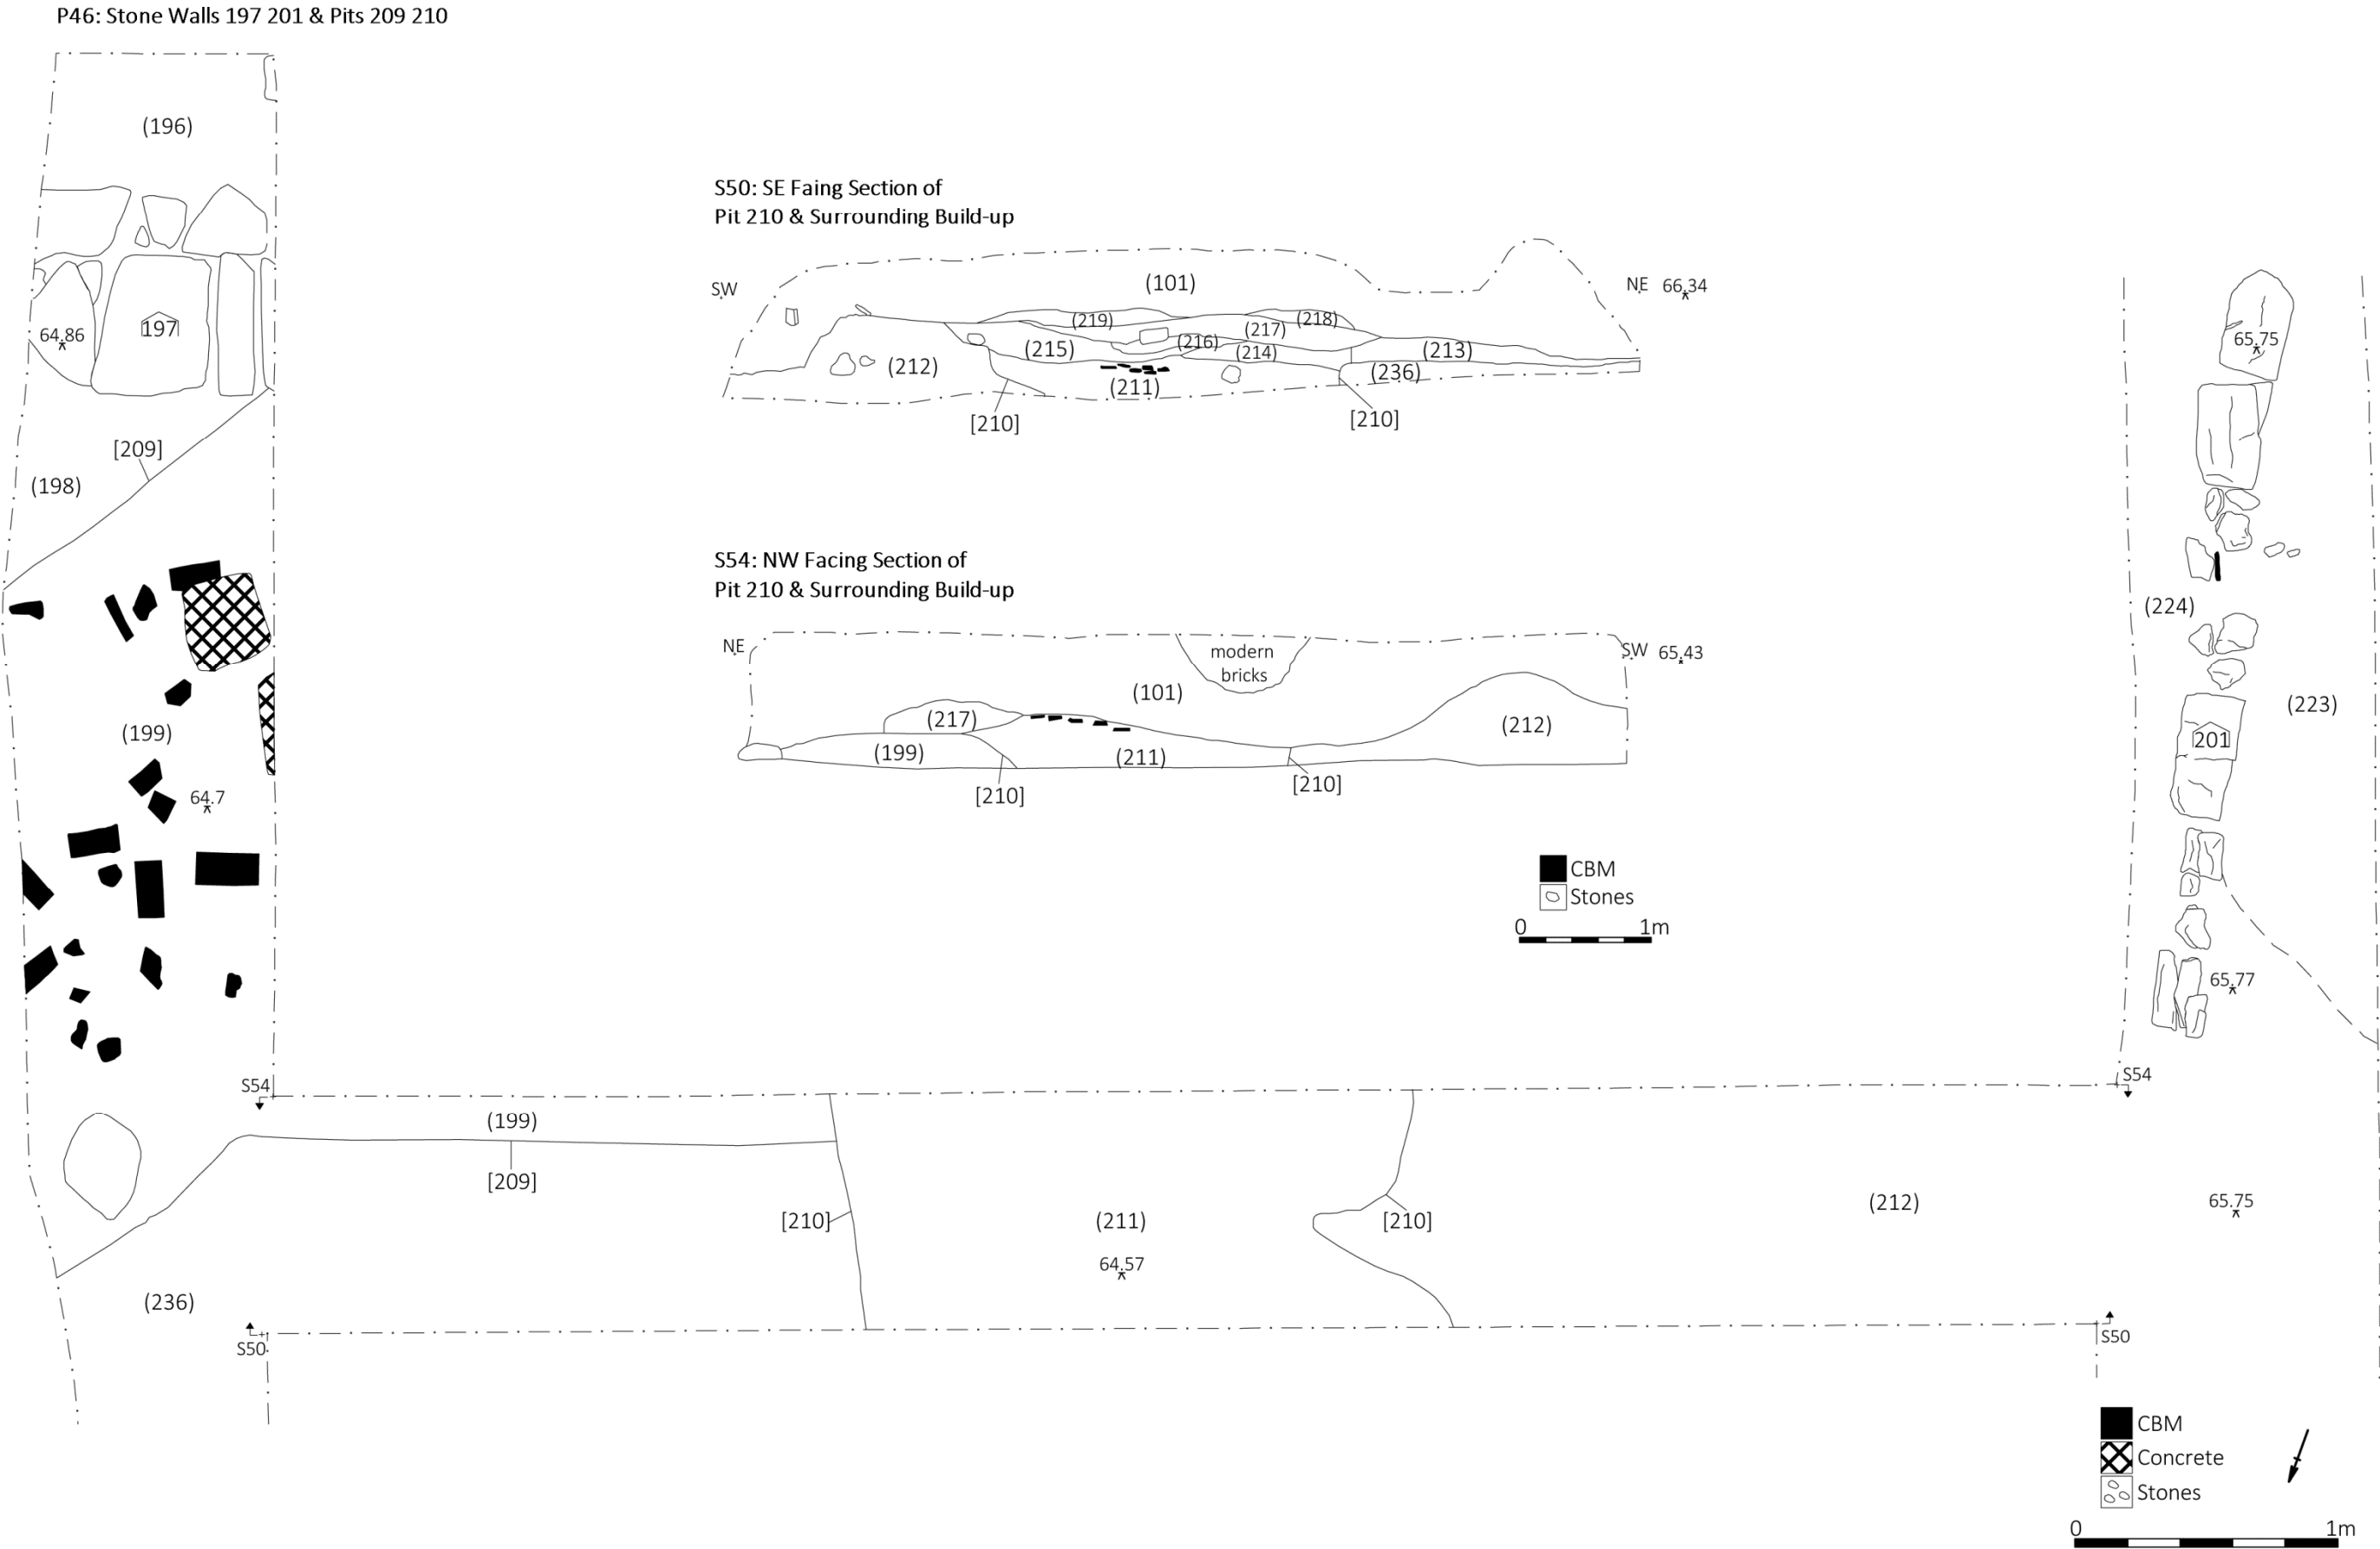 P46: Stone Walls 197 201 & Pits 209 210
(196)
197
64.86
[209]
(198)
(199)
64.7
S50: SE Faing Section of
Pit 210 & Surrounding Build-up
SW
(101)
NE
66.34
(219)
(218)
(217)
(216)
(215)
(214)
(213)
(212)
(236)
(211)
[210]
[210]
S54: NW Facing Section of
Pit 210 & Surrounding Build-up
NE
modern
bricks
SW
65.43
(101)
(217)
(212)
(199)
(211)
[210]
[210]
CBM
Stones
0 1m
65.75
(224)
(223)
201
65.77
S54
S54
(199)
[209]
[210]
(211)
64.57
[210]
(212)
65.75
(236)
S50
S50
CBM
Concrete
Stones
0 1m